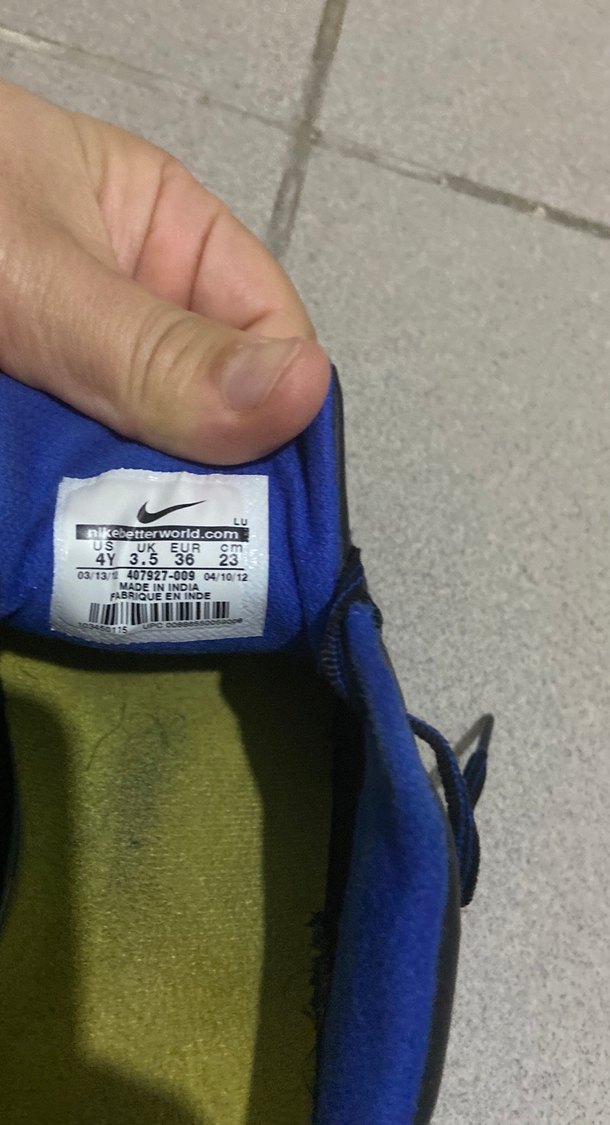 LU
nikebetterworld.com
US UK EUR cm
4Y 3.5 36 23
03/13/12 407927-009 04/10/12
MADE IN INDIA
FABRIQUE EN INDE
UPC